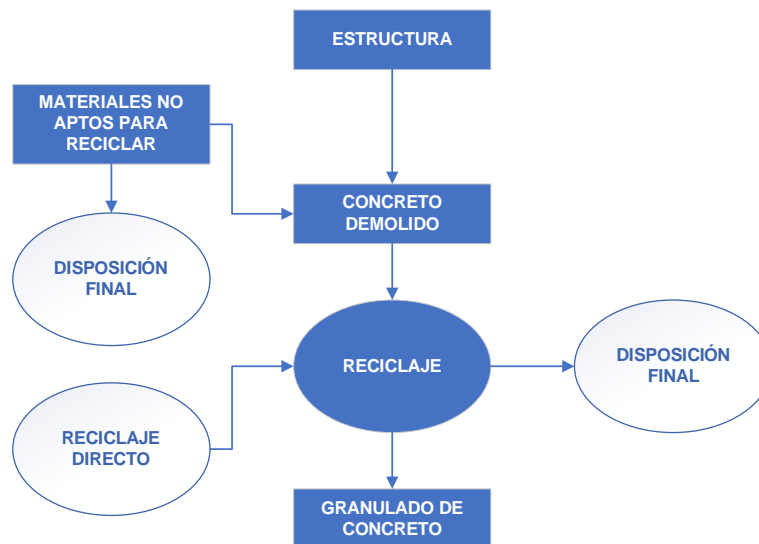 ESTRUCTURA
MATERIALES NO
APTOS PARA
RECICLAR
CONCRETO
DEMOLIDO
DISPOSICIÓN
FINAL
RECICLAJE
DISPOSICIÓN
FINAL
RECICLAJE
DIRECTO
GRANULADO DE
CONCRETO